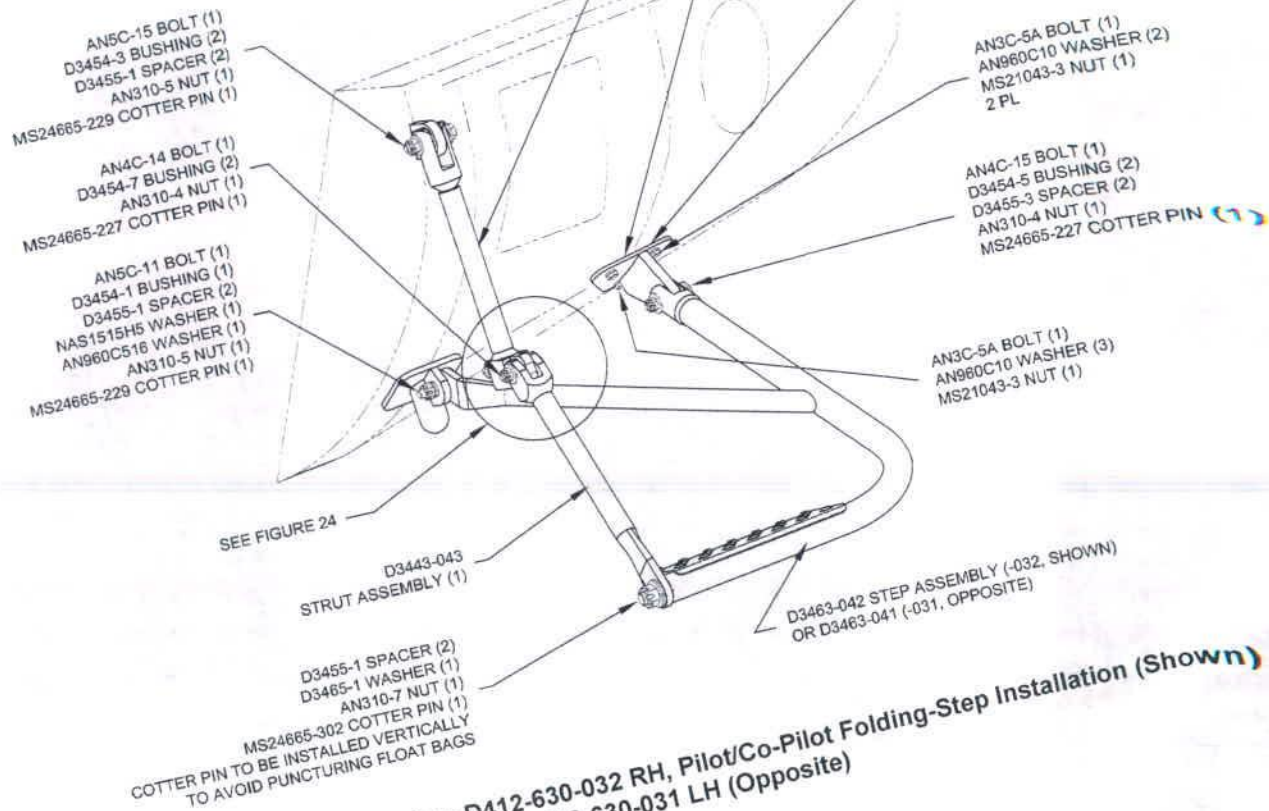 AN5C-15 BOLT (1)
D3454-3 BUSHING (2)
D3455-1 SPACER (2)
AN310-5 NUT (1)
MS24665-229 COTTER PIN (1)
AN4C-14 BOLT (1)
D3454-7 BUSHING (2)
AN310-4 NUT (1)
MS24665-227 COTTER PIN (1)
AN5C-11 BOLT (1)
D3454-1 BUSHING (1)
D3455-1 SPACER (2)
NAS1515H5 WASHER (1)
AN960C516 WASHER (1)
AN310-5 NUT (1)
MS24665-229 COTTER PIN (1)
SEE FIGURE 24
D3443-043
STRUT ASSEMBLY (1)
D3455-1 SPACER (2)
D3465-1 WASHER (1)
AN310-7 NUT (1)
MS24665-302 COTTER PIN (1)
COTTER PIN TO BE INSTALLED VERTICALLY
TO AVOID PUNCTURING FLOAT BAGS
AN3C-5A BOLT (1)
AN960C10 WASHER (2)
MS21043-3 NUT (1)
2 PL
AN4C-15 BOLT (1)
D3454-5 BUSHING (2)
D3455-3 SPACER (2)
AN310-4 NUT (1)
MS24665-227 COTTER PIN (1)
AN3C-5A BOLT (1)
AN960C10 WASHER (3)
MS21043-3 NUT (1)
D3463-042 STEP ASSEMBLY (-032, SHOWN)
OR D3463-041 (-031, OPPOSITE)
D412-630-032 RH, Pilot/Co-Pilot Folding-Step Installation (Shown)
630-031 LH (Opposite)